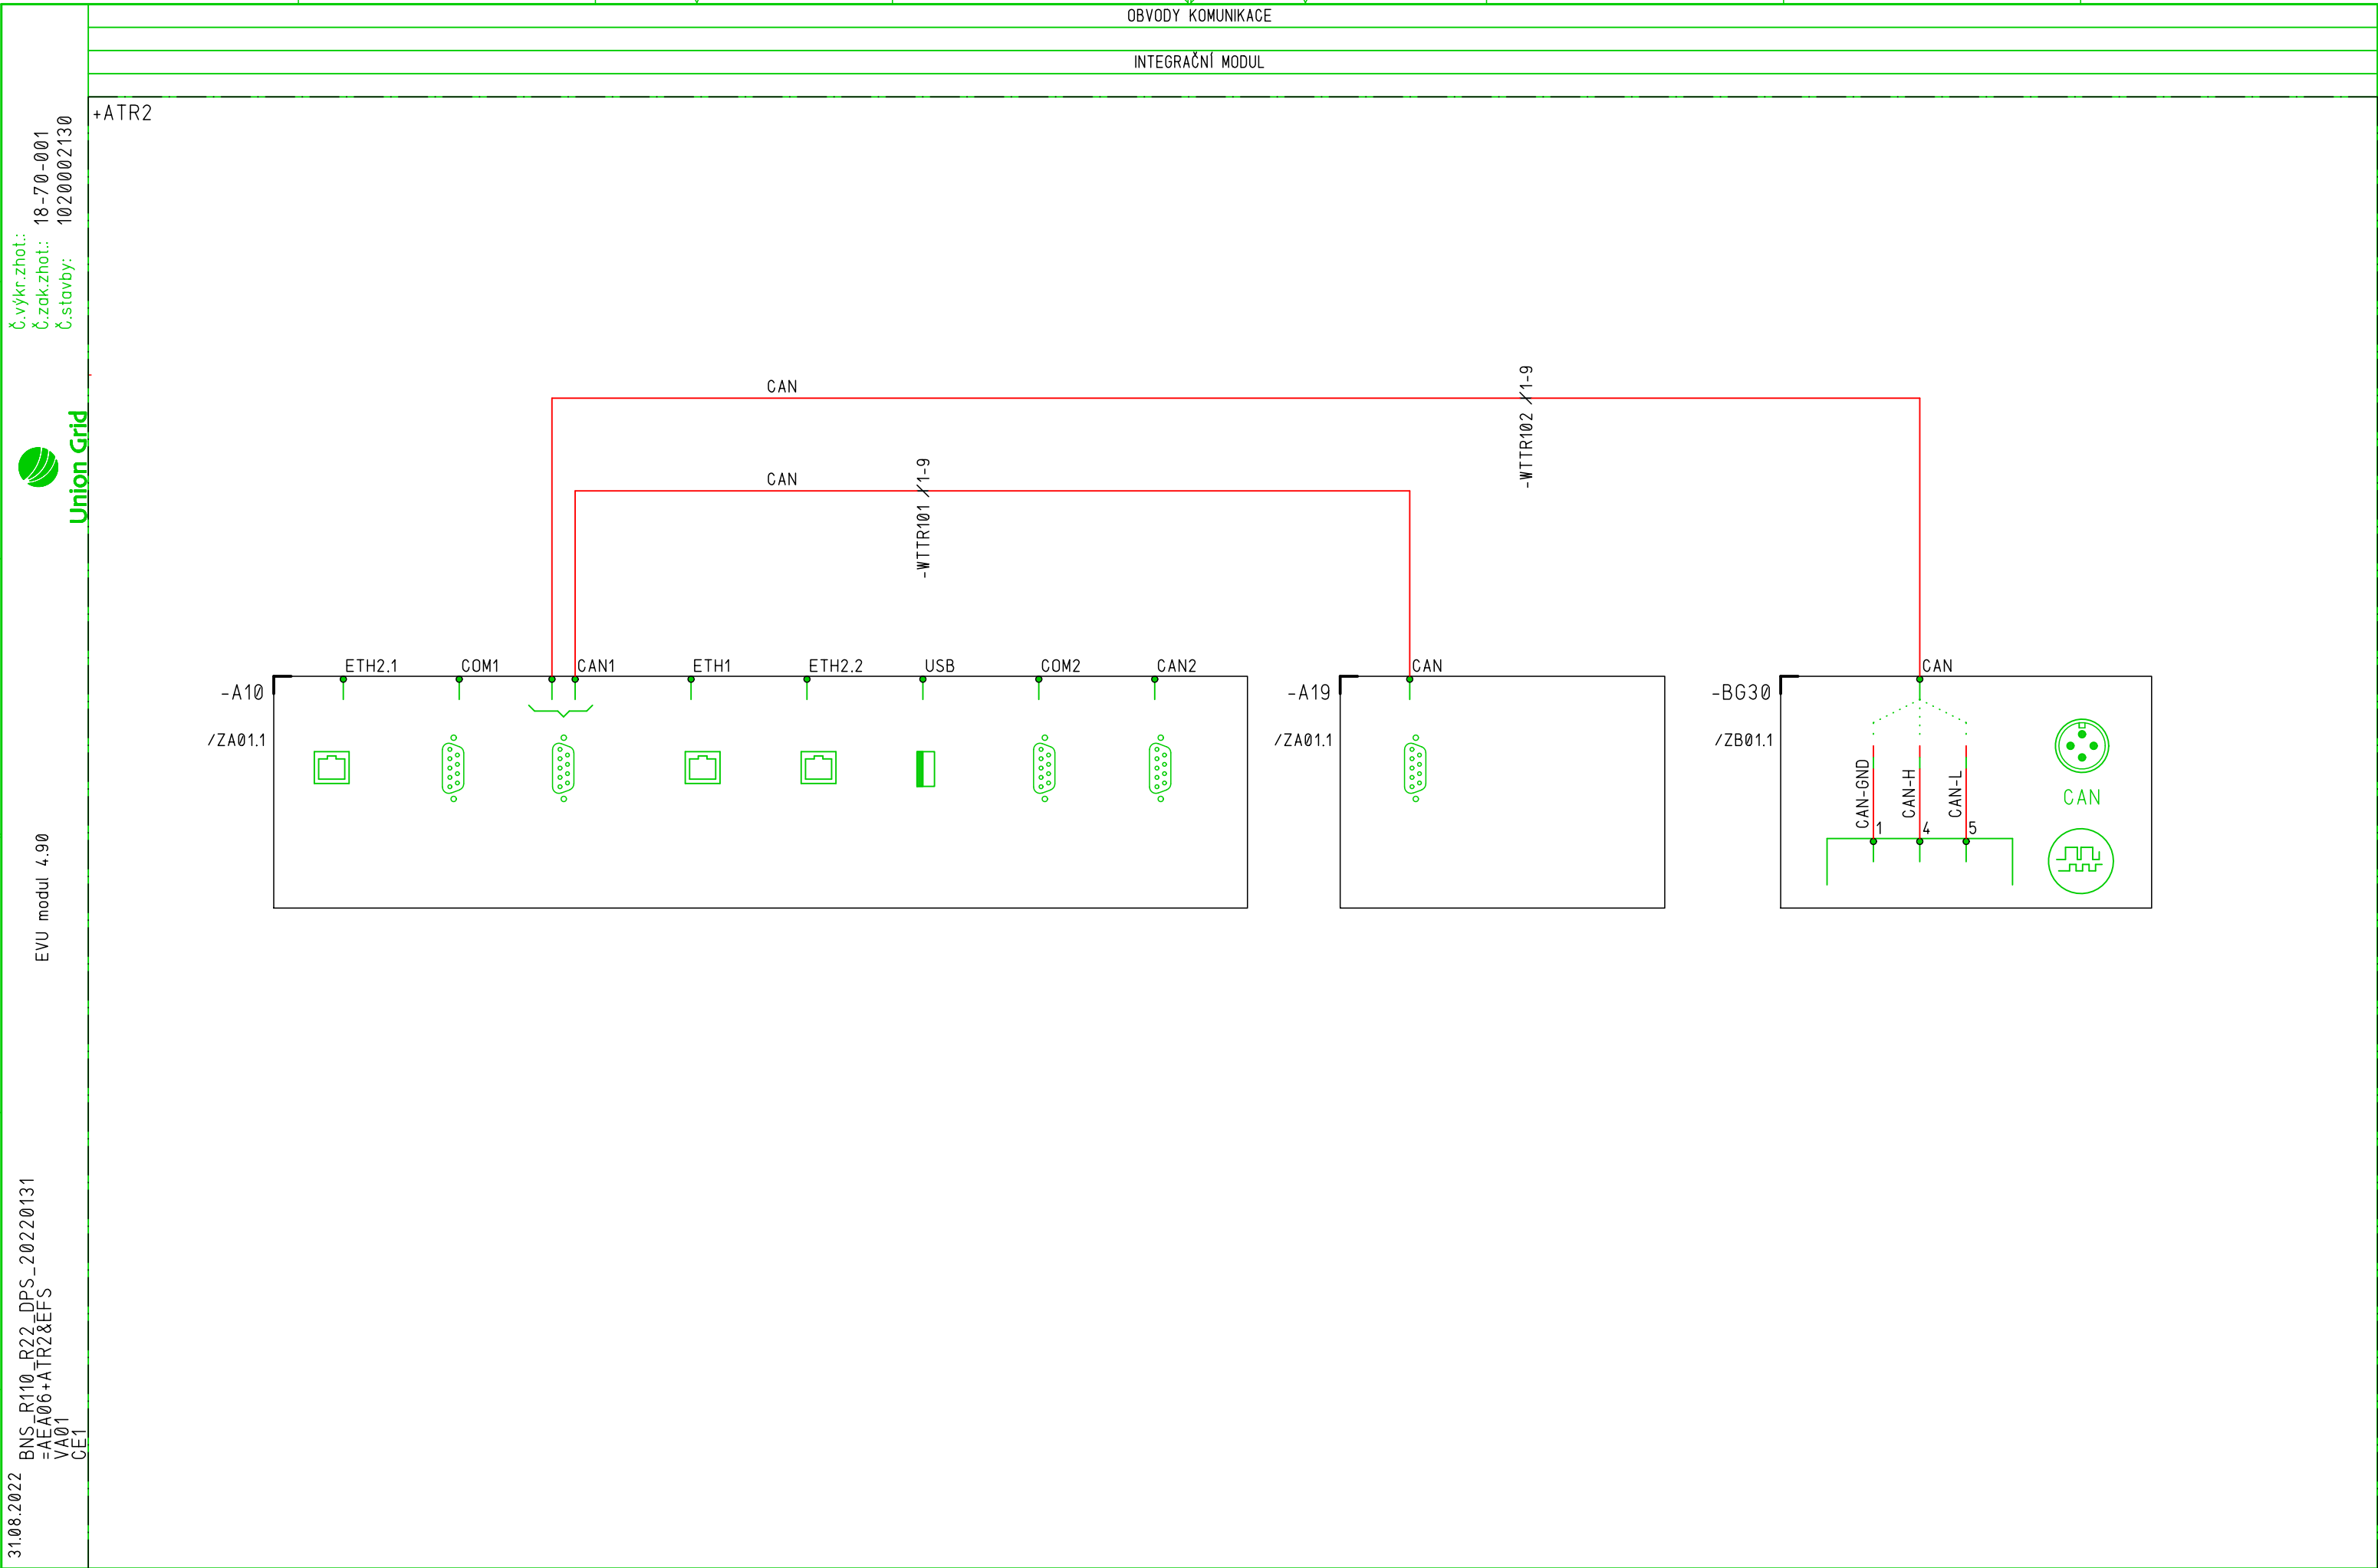 OBVODY KOMUNIKACE
INTEGRAČNÍ MODUL
+ATR2
Č.výkr.zhot.:
Č.zak.zhot.: 18-70-001
Č.stavby: 10200002130
Union Grid
EVU modul 4.90
BNS_R110_R22_DPS_20220131
=AEA06+ATR2&EFS
VA01
CE1
31.08.2022
CAN
-WTTR102 /1-9
CAN
-WTTR101 /1-9
-A10
/ZA01.1
ETH2.1
COM1
CAN1
ETH1
ETH2.2
USB
COM2
CAN2
-A19
/ZA01.1
CAN
-BG30
/ZB01.1
CAN
CAN-GND
CAN-H
CAN-L
1
4
5
CAN